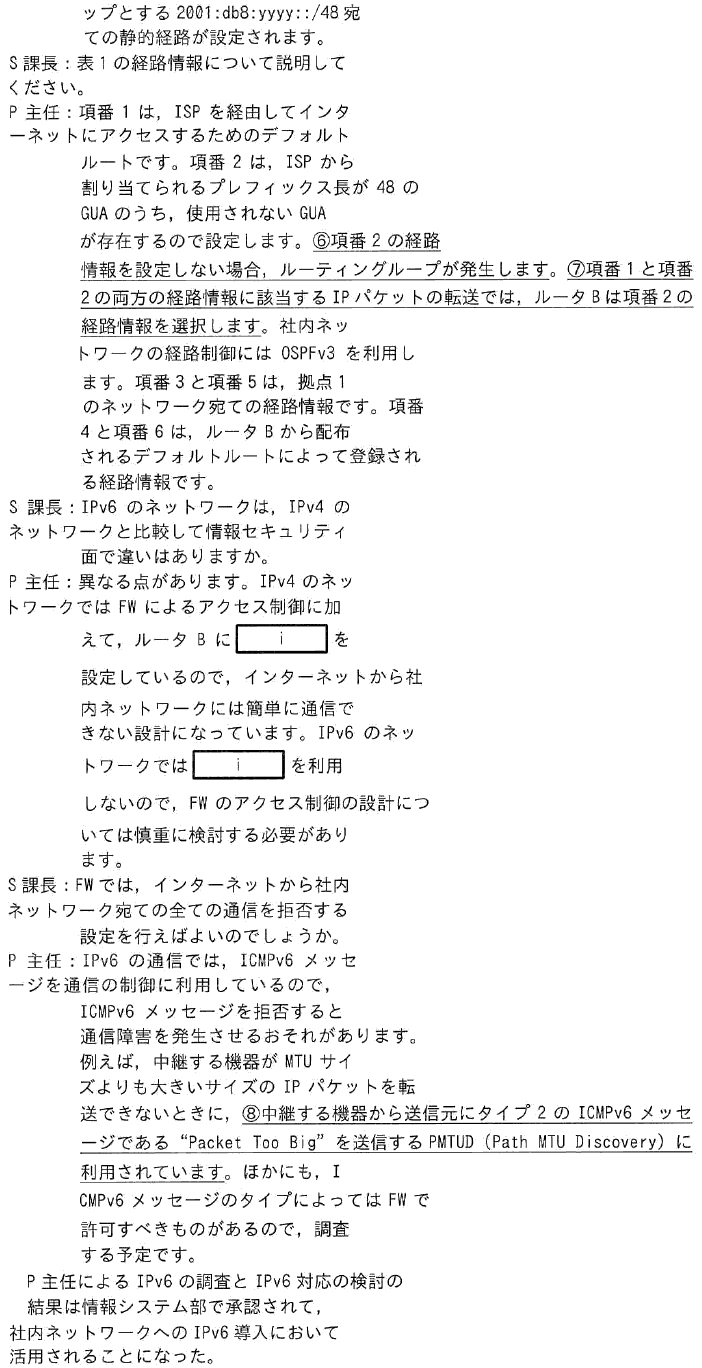 ップとする 2001:db8:yyyy::/48 宛
ての静的経路が設定されます。
S 課長：表1の経路情報について説明して
ください。
P 主任：項番 1 は，ISP を経由してインタ
ーネットにアクセスするためのデフォルト
ルートです。項番 2 は，ISP から
割り当てられるプレフィックス長が 48 の
GUA のうち，使用されない GUA
が存在するので設定します。⑥項番 2 の経路
情報を設定しない場合，ルーティングループが発生します。⑦項番 1 と項番
2 の両方の経路情報に該当する IP パケットの転送では，ルータ B は項番 2 の
経路情報を選択します。社内ネッ
トワークの経路制御には OSPFv3 を利用し
ます。項番 3 と項番 5 は，拠点 1
のネットワーク宛ての経路情報です。項番
4 と項番 6 は，ルータ B から配布
されるデフォルトルートによって登録され
る経路情報です。
S 課長：IPv6 のネットワークは，IPv4 の
ネットワークと比較して情報セキュリティ
面で違いはありますか。
P 主任：異なる点があります。IPv4 のネッ
トワークでは FW によるアクセス制御に加
えて，ルータ B に i を
設定しているので，インターネットから社
内ネットワークには簡単に通信で
きない設計になっています。IPv6 のネッ
トワークでは i を利用
しないので，FW のアクセス制御の設計につ
いては慎重に検討する必要があり
ます。
S 課長：FW では，インターネットから社内
ネットワーク宛ての全ての通信を拒否する
設定を行えばよいのでしょうか。
P 主任：IPv6 の通信では，ICMPv6 メッセ
ージを通信の制御に利用しているので，
ICMPv6 メッセージを拒否すると
通信障害を発生させるおそれがあります。
例えば，中継する機器が MTU サイ
ズよりも大きいサイズの IP パケットを転
送できないときに，⑧中継する機器から送信元にタイプ 2 の ICMPv6 メッセ
ージである“Packet Too Big”を送信する PMTUD（Path MTU Discovery）に
利用されています。ほかにも，I
CMPv6 メッセージのタイプによっては FW で
許可すべきものがあるので，調査
する予定です。
P 主任による IPv6 の調査と IPv6 対応の検討の
結果は情報システム部で承認されて，
社内ネットワークへの IPv6 導入において
活用されることになった。